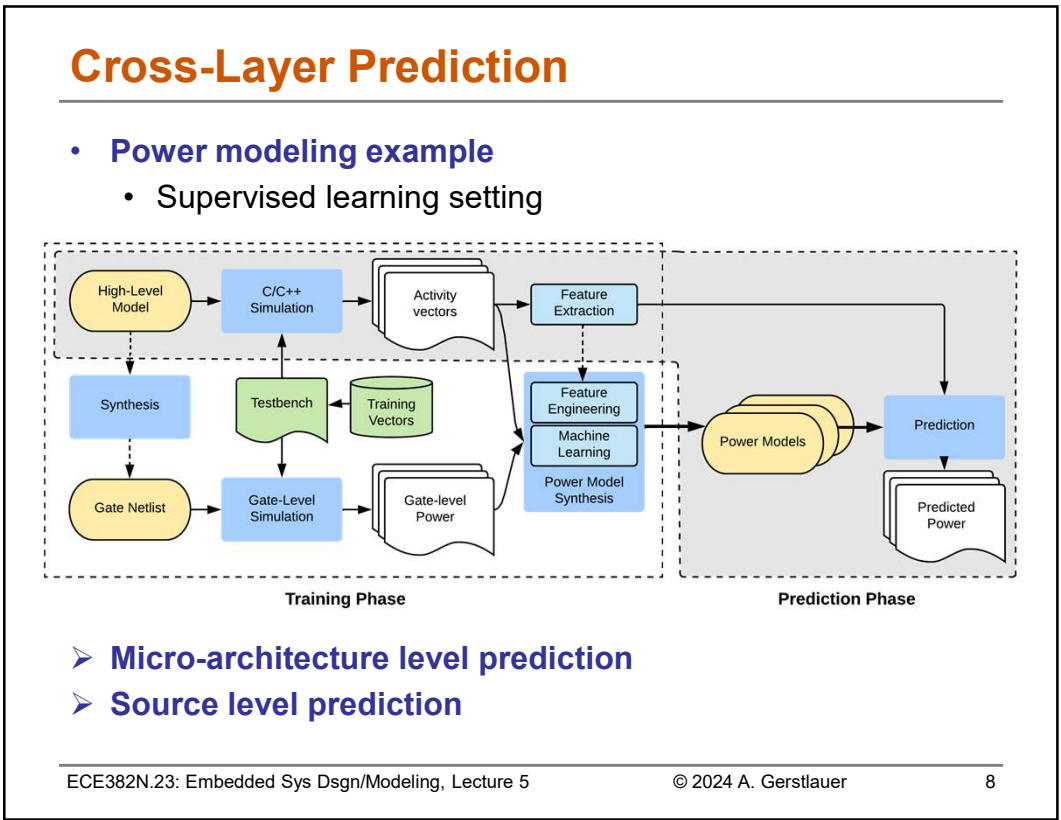 Cross-Layer Prediction
• Power modeling example
• Supervised learning setting
High-Level
Model
C/C++
Simulation
Activity
vectors
Feature
Extraction
Synthesis
Testbench
Training
Vectors
Feature
Engineering
Machine
Learning
Power Model
Synthesis
Power Models
Prediction
Gate Netlist
Gate-Level
Simulation
Gate-level
Power
Predicted
Power
Training Phase
Prediction Phase
➢ Micro-architecture level prediction
➢ Source level prediction
ECE382N.23: Embedded Sys Dsgn/Modeling, Lecture 5 © 2024 A. Gerstlauer 8